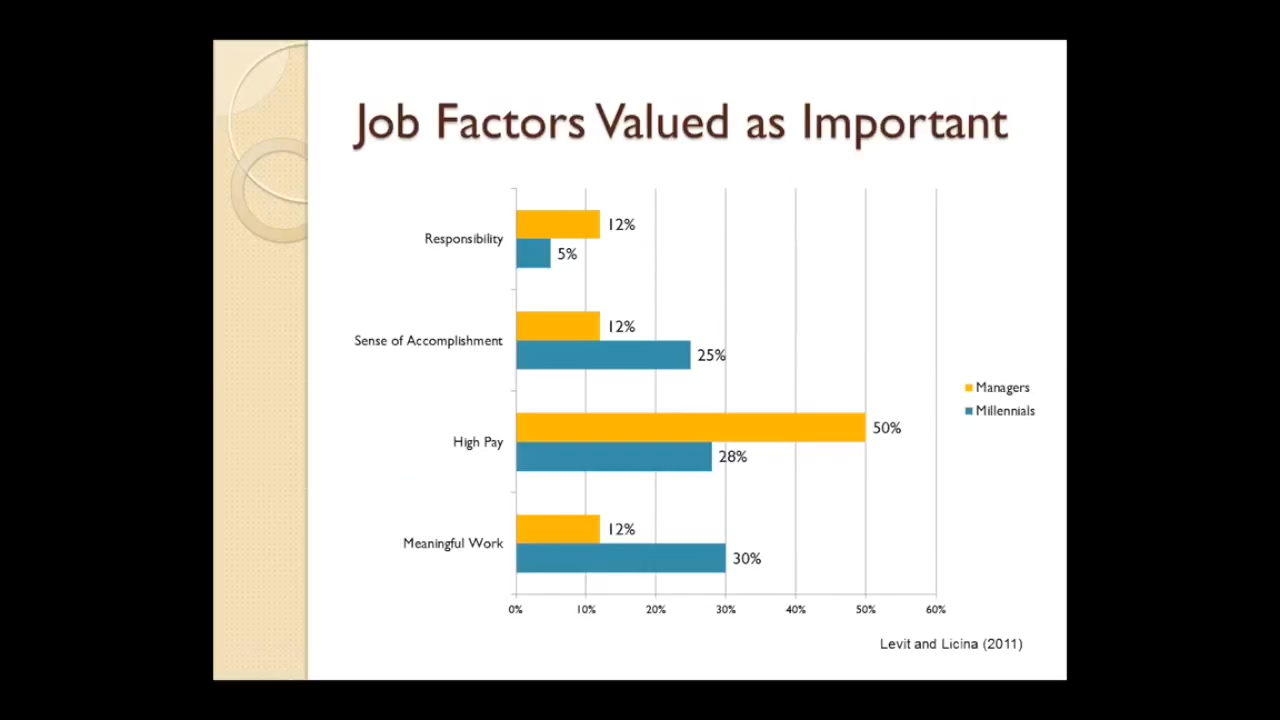 Job Factors Valued as Important
Responsibility
12%
5%
Sense of Accomplishment
12%
25%
High Pay
50%
28%
Meaningful Work
12%
30%
0% 10% 20% 30% 40% 50% 60%
Managers
Millennials
Levit and Licina (2011)